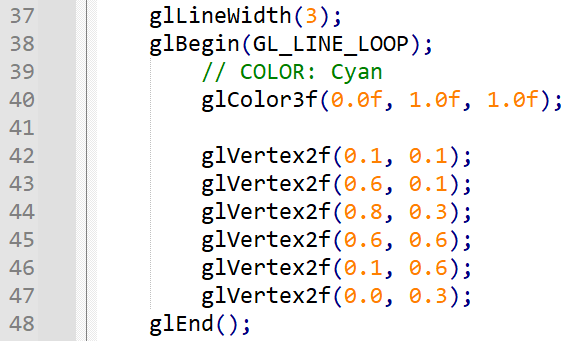 37 glLineWidth(3);
38 glBegin(GL_LINE_LOOP);
39 // COLOR: Cyan
40 glColor3f(0.0f, 1.0f, 1.0f);
41
42 glVertex2f(0.1, 0.1);
43 glVertex2f(0.6, 0.1);
44 glVertex2f(0.8, 0.3);
45 glVertex2f(0.6, 0.6);
46 glVertex2f(0.1, 0.6);
47 glVertex2f(0.0, 0.3);
48 glEnd();